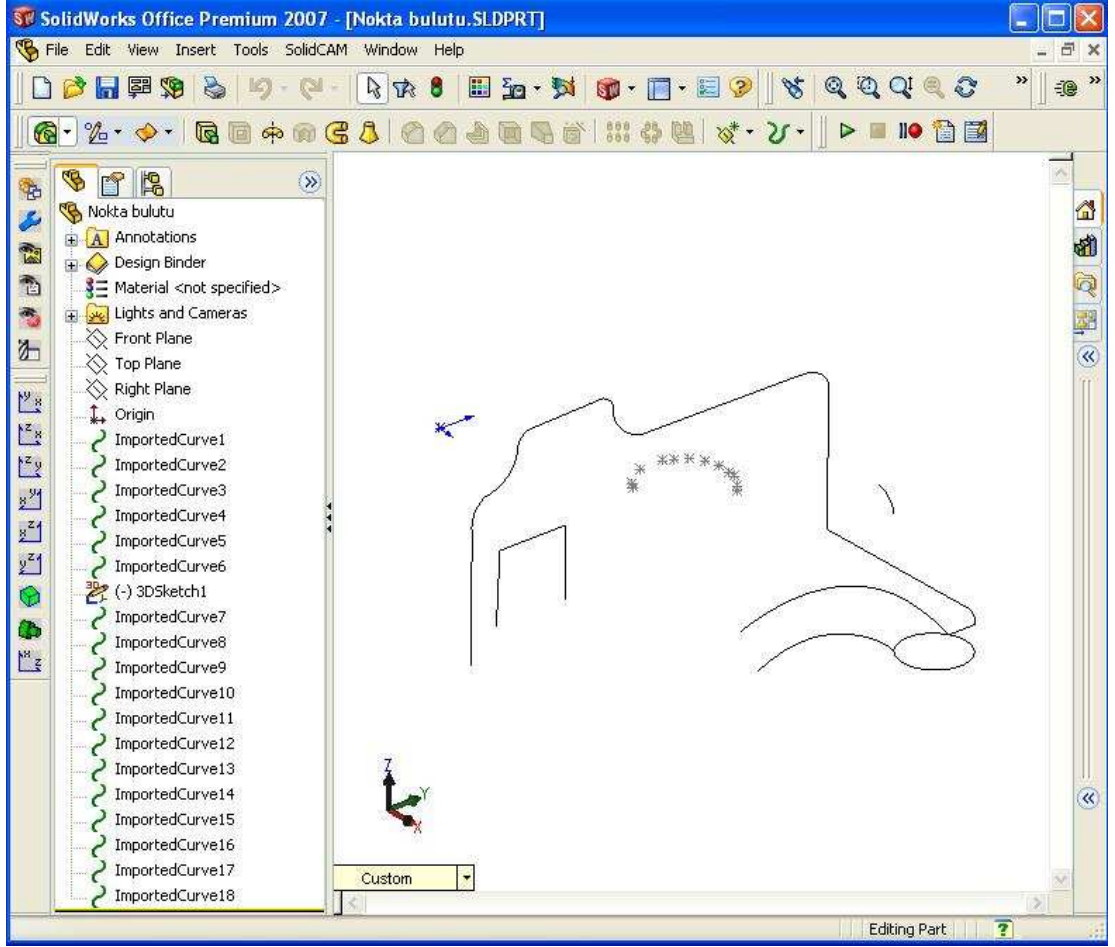 SolidWorks Office Premium 2007 - [Nokta bulutu.SLDPRT]
File Edit View Insert Tools SolidCAM Window Help
Nokta bulutu
Annotations
Design Binder
Material <not specified>
Lights and Cameras
Front Plane
Top Plane
Right Plane
Origin
ImportedCurve1
ImportedCurve2
ImportedCurve3
ImportedCurve4
ImportedCurve5
ImportedCurve6
(-) 3DSketch1
ImportedCurve7
ImportedCurve8
ImportedCurve9
ImportedCurve10
ImportedCurve11
ImportedCurve12
ImportedCurve13
ImportedCurve14
ImportedCurve15
ImportedCurve16
ImportedCurve17
ImportedCurve18
Z
Y
X
Custom
Editing Part